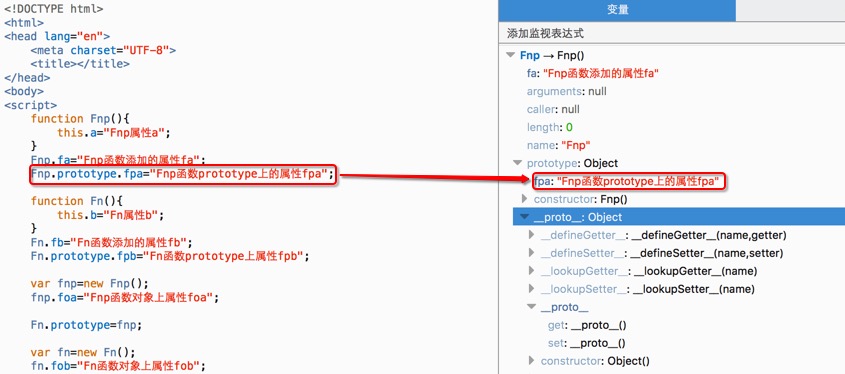 <!DOCTYPE html>
<html>
<head lang="en">
<meta charset="UTF-8">
<title></title>
</head>
<body>
<script>
function Fnp(){
this.a="Fnp属性a";
}
Fnp.fa="Fnp函数添加的属性fa";
Fnp.prototype.fpa="Fnp函数prototype上的属性fpa";
function Fn(){
this.b="Fn属性b";
}
Fn.fb="Fn函数添加的属性fb";
Fn.prototype.fpb="Fn函数prototype上属性fpb";
var fnp=new Fnp();
fnp.foa="Fnp函数对象上属性foa";
Fn.prototype=fnp;
var fn=new Fn();
fn.fob="Fn函数对象上属性fob";
变量
添加监视表达式
Fnp → Fnp()
fa: "Fnp函数添加的属性fa"
arguments: null
caller: null
length: 0
name: "Fnp"
prototype: Object
fpa: "Fnp函数prototype上的属性fpa"
constructor: Fnp()
__proto__: Object
__defineGetter__: __defineGetter__(name,getter)
__defineSetter__: __defineSetter__(name,setter)
__lookupGetter__: __lookupGetter__(name)
__lookupSetter__: __lookupSetter__(name)
__proto__
get: __proto__()
set: __proto__()
constructor: Object()